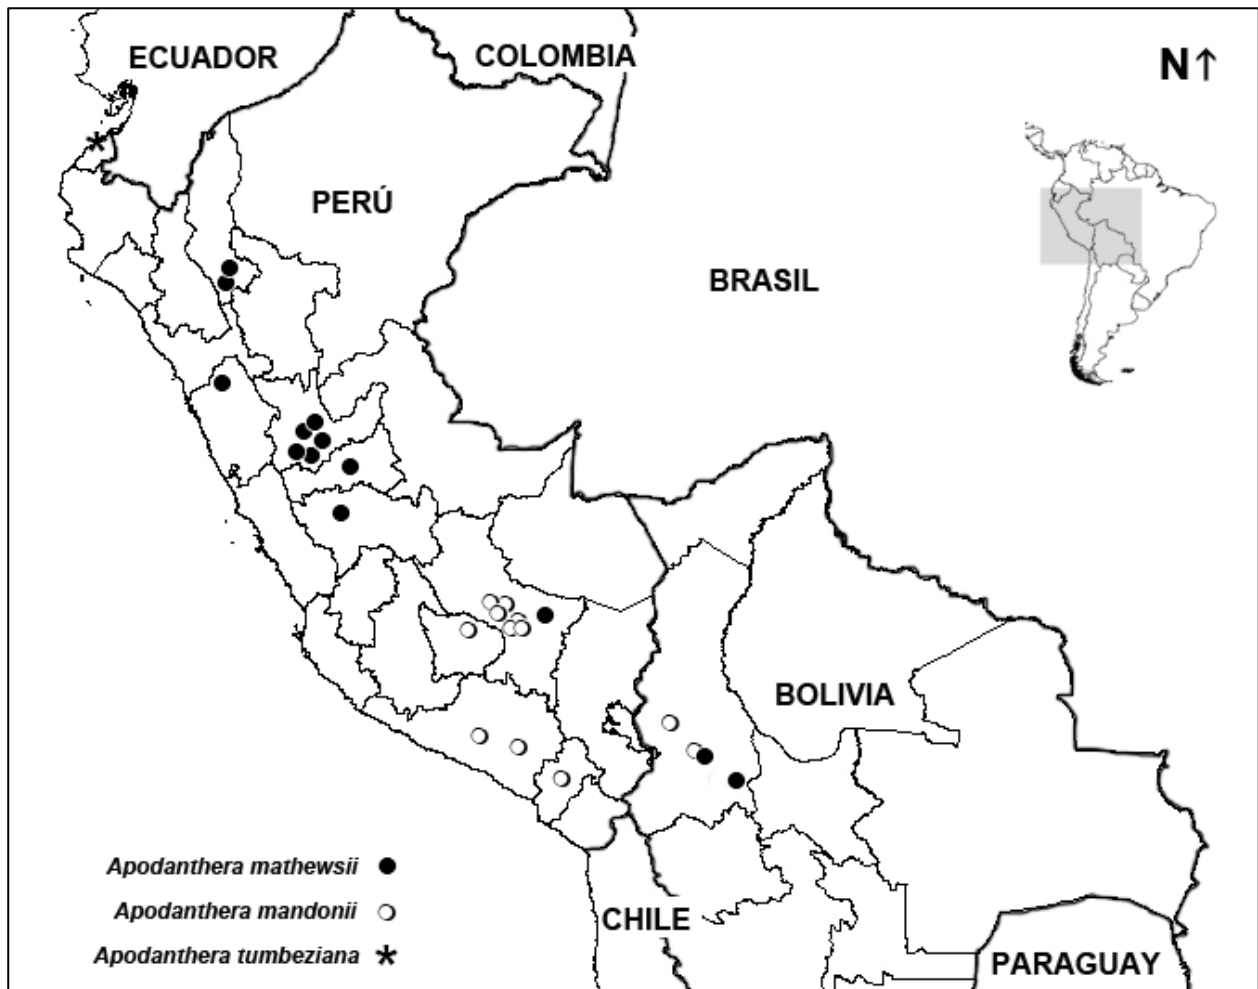 ECUADOR
COLOMBIA
N↑
PERÚ
BRASIL
BOLIVIA
Apodanthera mathewsii
Apodanthera mandonii
CHILE
Apodanthera tumbeziana
PARAGUAY